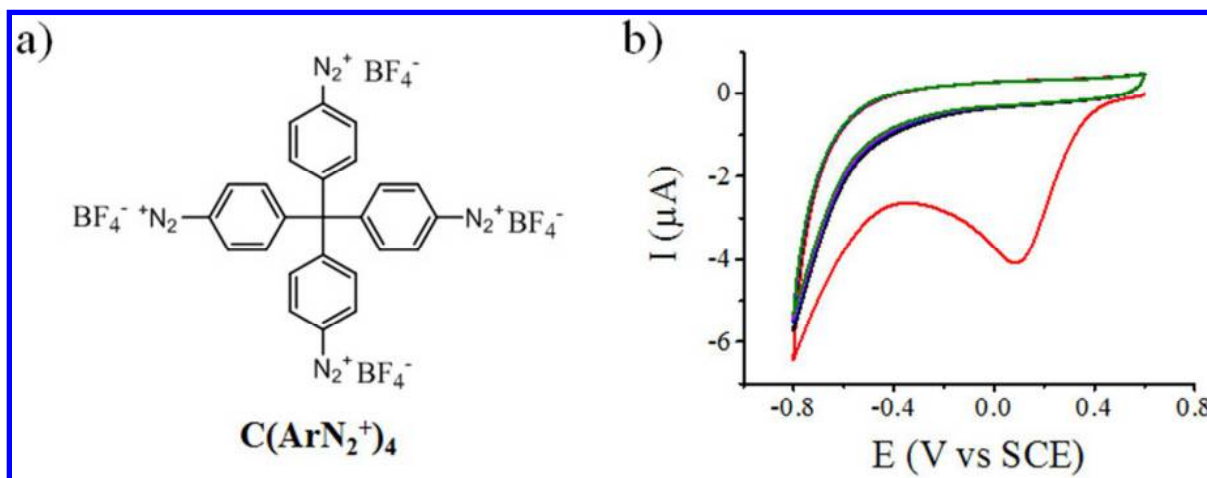 a)
N₂⁺ BF₄⁻
BF₄⁻ ⁺N₂
N₂⁺BF₄⁻
N₂⁺BF₄⁻
C(ArN₂⁺)₄
b)
I (μA)
0
-2
-4
-6
-0.8 -0.4 0.0 0.4 0.8
E (V vs SCE)